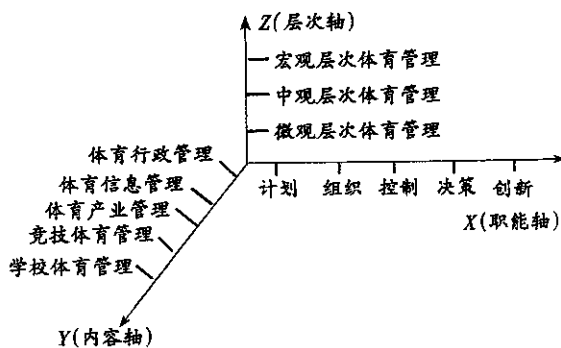 Z(层次轴)
宏观层次体育管理
中观层次体育管理
微观层次体育管理
体育行政管理
体育信息管理
体育产业管理
竞技体育管理
学校体育管理
计划 组织 控制 决策 创新
X(职能轴)
Y(内容轴)